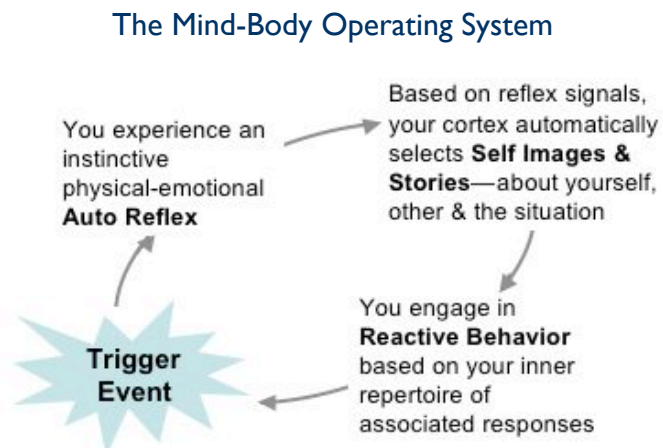 The Mind-Body Operating System
You experience an
instinctive
physical-emotional
Auto Reflex
Based on reflex signals,
your cortex automatically
selects Self Images &
Stories—about yourself,
other & the situation
You engage in
Reactive Behavior
based on your inner
repertoire of
associated responses
Trigger
Event